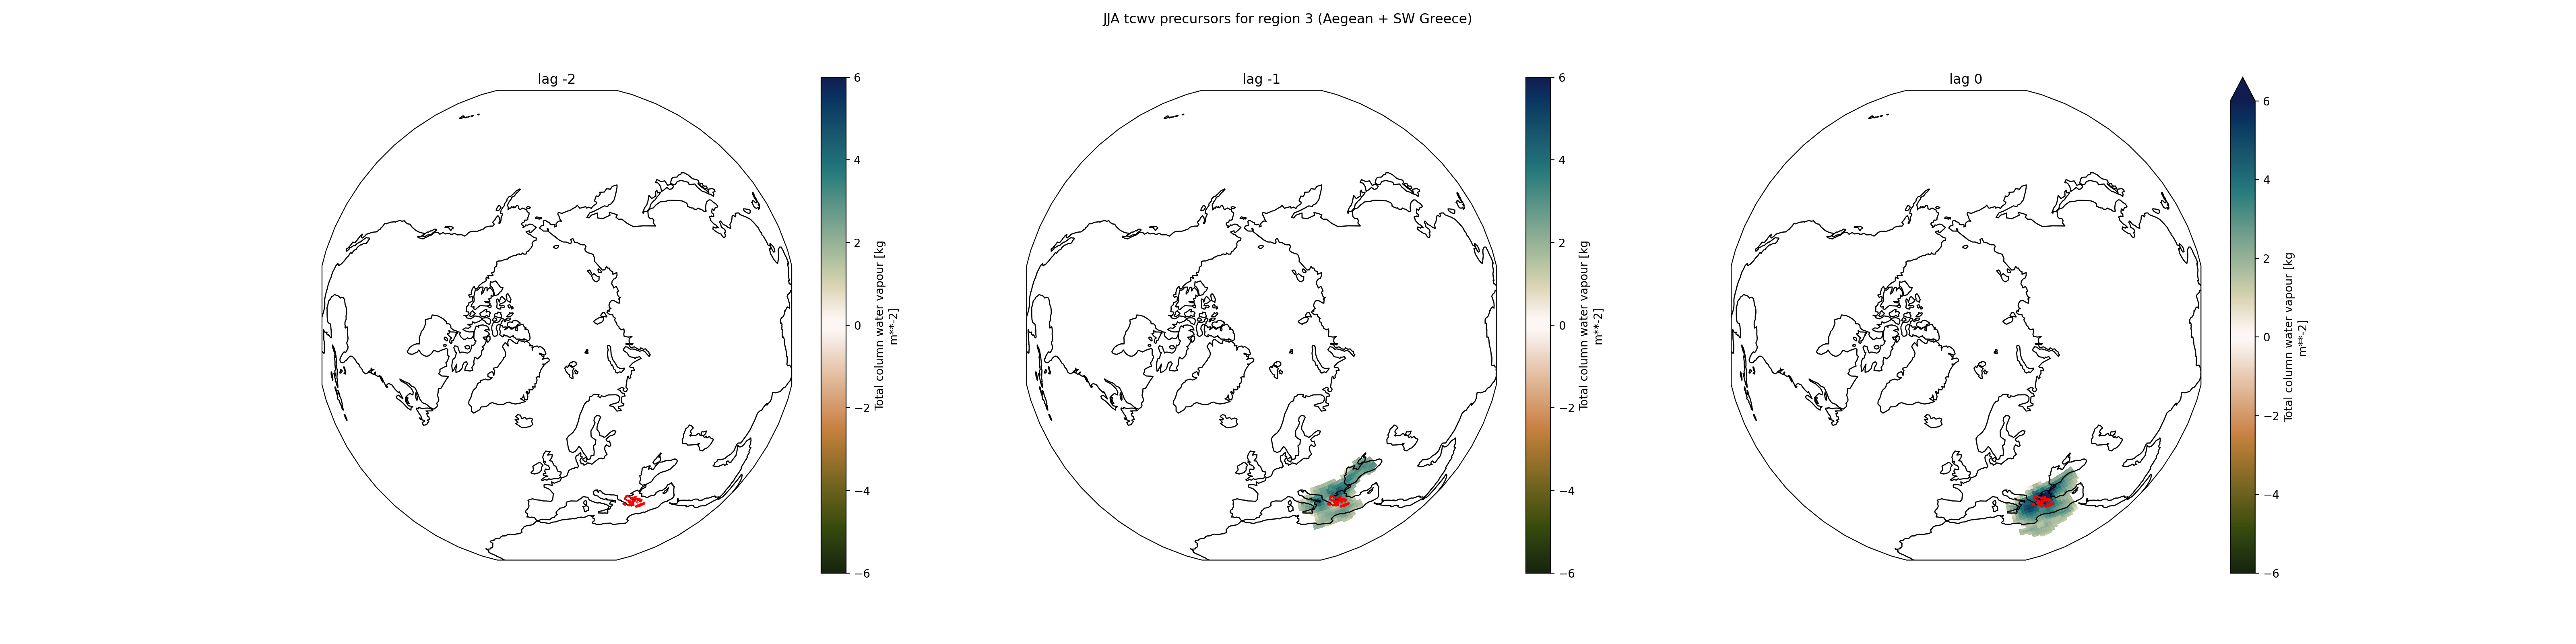 JJA tcwv precursors for region 3 (Aegean + SW Greece)
lag -2
6
4
2
0
−2
−4
−6
Total column water vapour [kg
m**-2]
lag -1
6
4
2
0
−2
−4
−6
Total column water vapour [kg
m**-2]
lag 0
6
4
2
0
−2
−4
−6
Total column water vapour [kg
m**-2]